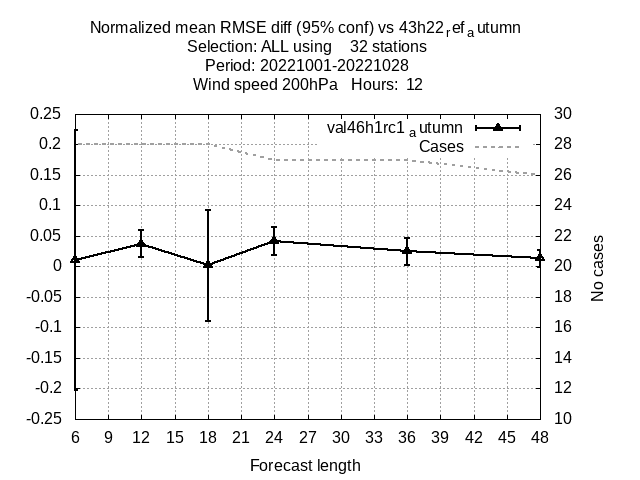 Normalized mean RMSE diff (95% conf) vs 43h22refautumn
Selection: ALL using 32 stations
Period: 20221001-20221028
Wind speed 200hPa Hours: 12
val46h1rc1autumn
Cases
0.25
0.2
0.15
0.1
0.05
0
-0.05
-0.1
-0.15
-0.2
-0.25
30
28
26
24
22
20
18
16
14
12
10
No cases
6 9 12 15 18 21 24 27 30 33 36 39 42 45 48
Forecast length